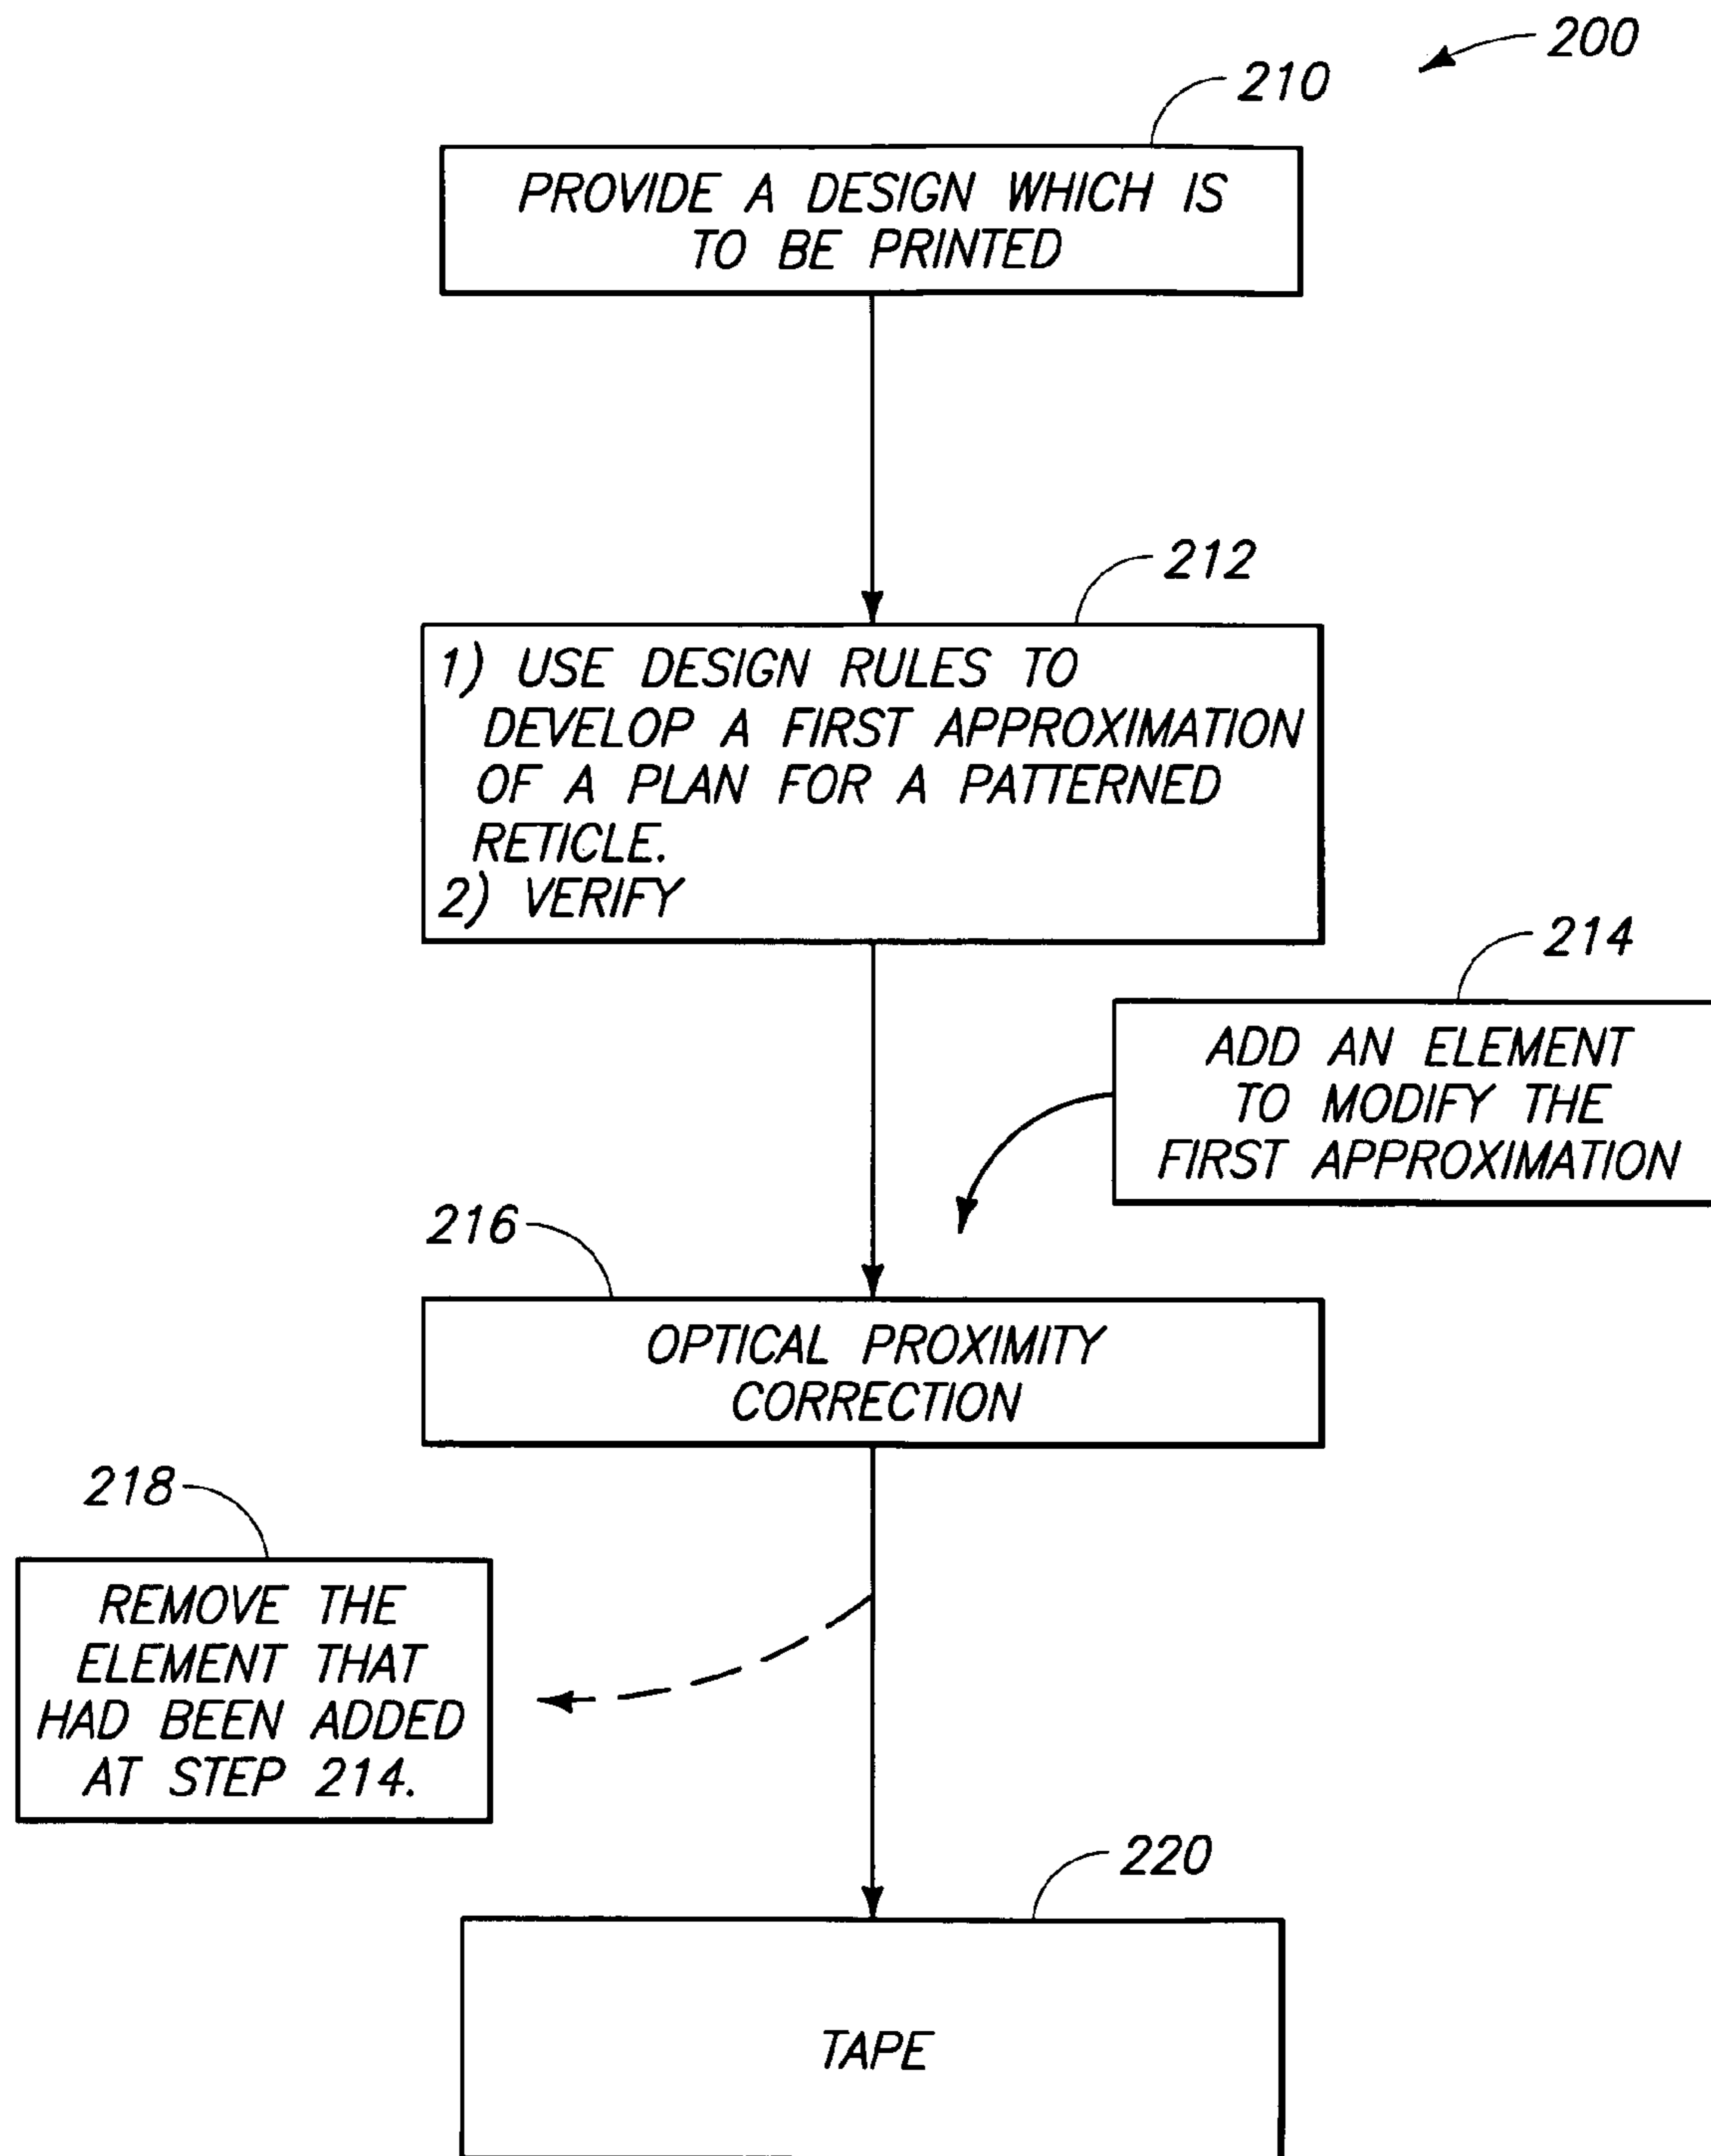 200
210
PROVIDE A DESIGN WHICH IS
TO BE PRINTED
212
1) USE DESIGN RULES TO
DEVELOP A FIRST APPROXIMATION
OF A PLAN FOR A PATTERNED
RETICLE.
2) VERIFY
214
ADD AN ELEMENT
TO MODIFY THE
FIRST APPROXIMATION
216
OPTICAL PROXIMITY
CORRECTION
218
REMOVE THE
ELEMENT THAT
HAD BEEN ADDED
AT STEP 214.
220
TAPE